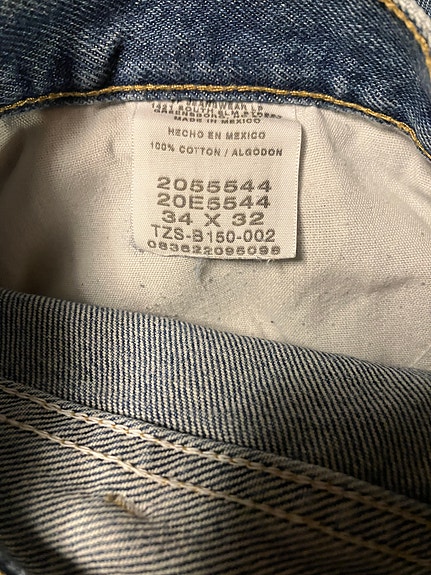 MADE IN MEXICO
HECHO EN MEXICO
100% COTTON / ALGODON
2055544
20E5544
34 X 32
TZS-B150-002
083622095098